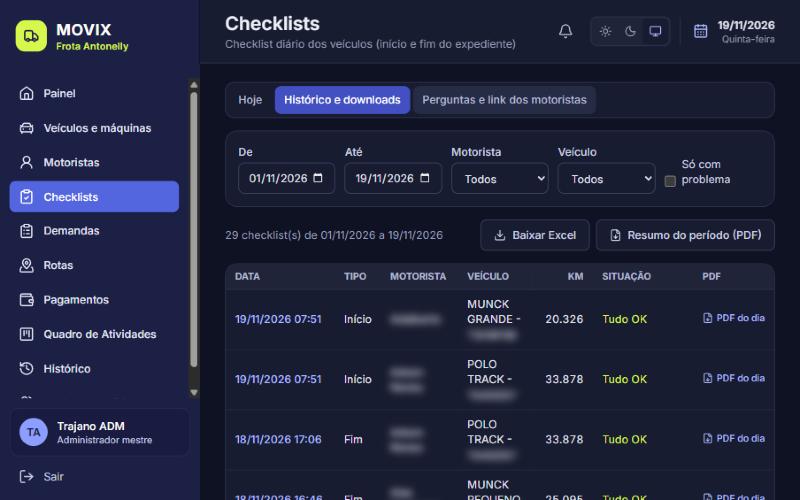 MOVIX
Frota Antonelly
Painel
Veículos e máquinas
Motoristas
Checklists
Demandas
Rotas
Pagamentos
Quadro de Atividades
Histórico
TA
Trajano ADM
Administrador mestre
Sair
Checklists
Checklist diário dos veículos (início e fim do expediente)
19/11/2026
Quinta-feira
Hoje
Histórico e downloads
Perguntas e link dos motoristas
De
Até
Motorista
Veículo
01/11/2026
19/11/2026
Todos
Todos
Só com
problema
29 checklist(s) de 01/11/2026 a 19/11/2026
Baixar Excel
Resumo do período (PDF)
DATA TIPO MOTORISTA VEÍCULO KM SITUAÇÃO PDF
MUNCK
19/11/2026 07:51 Início GRANDE - 20.326 Tudo OK PDF do dia
POLO
19/11/2026 07:51 Início TRACK - 33.878 Tudo OK PDF do dia
POLO
18/11/2026 17:06 Fim TRACK - 33.878 Tudo OK PDF do dia
MUNCK
18/11/2026 16:46 Fim PEQUENO 25.095 Tudo OK PDF do dia